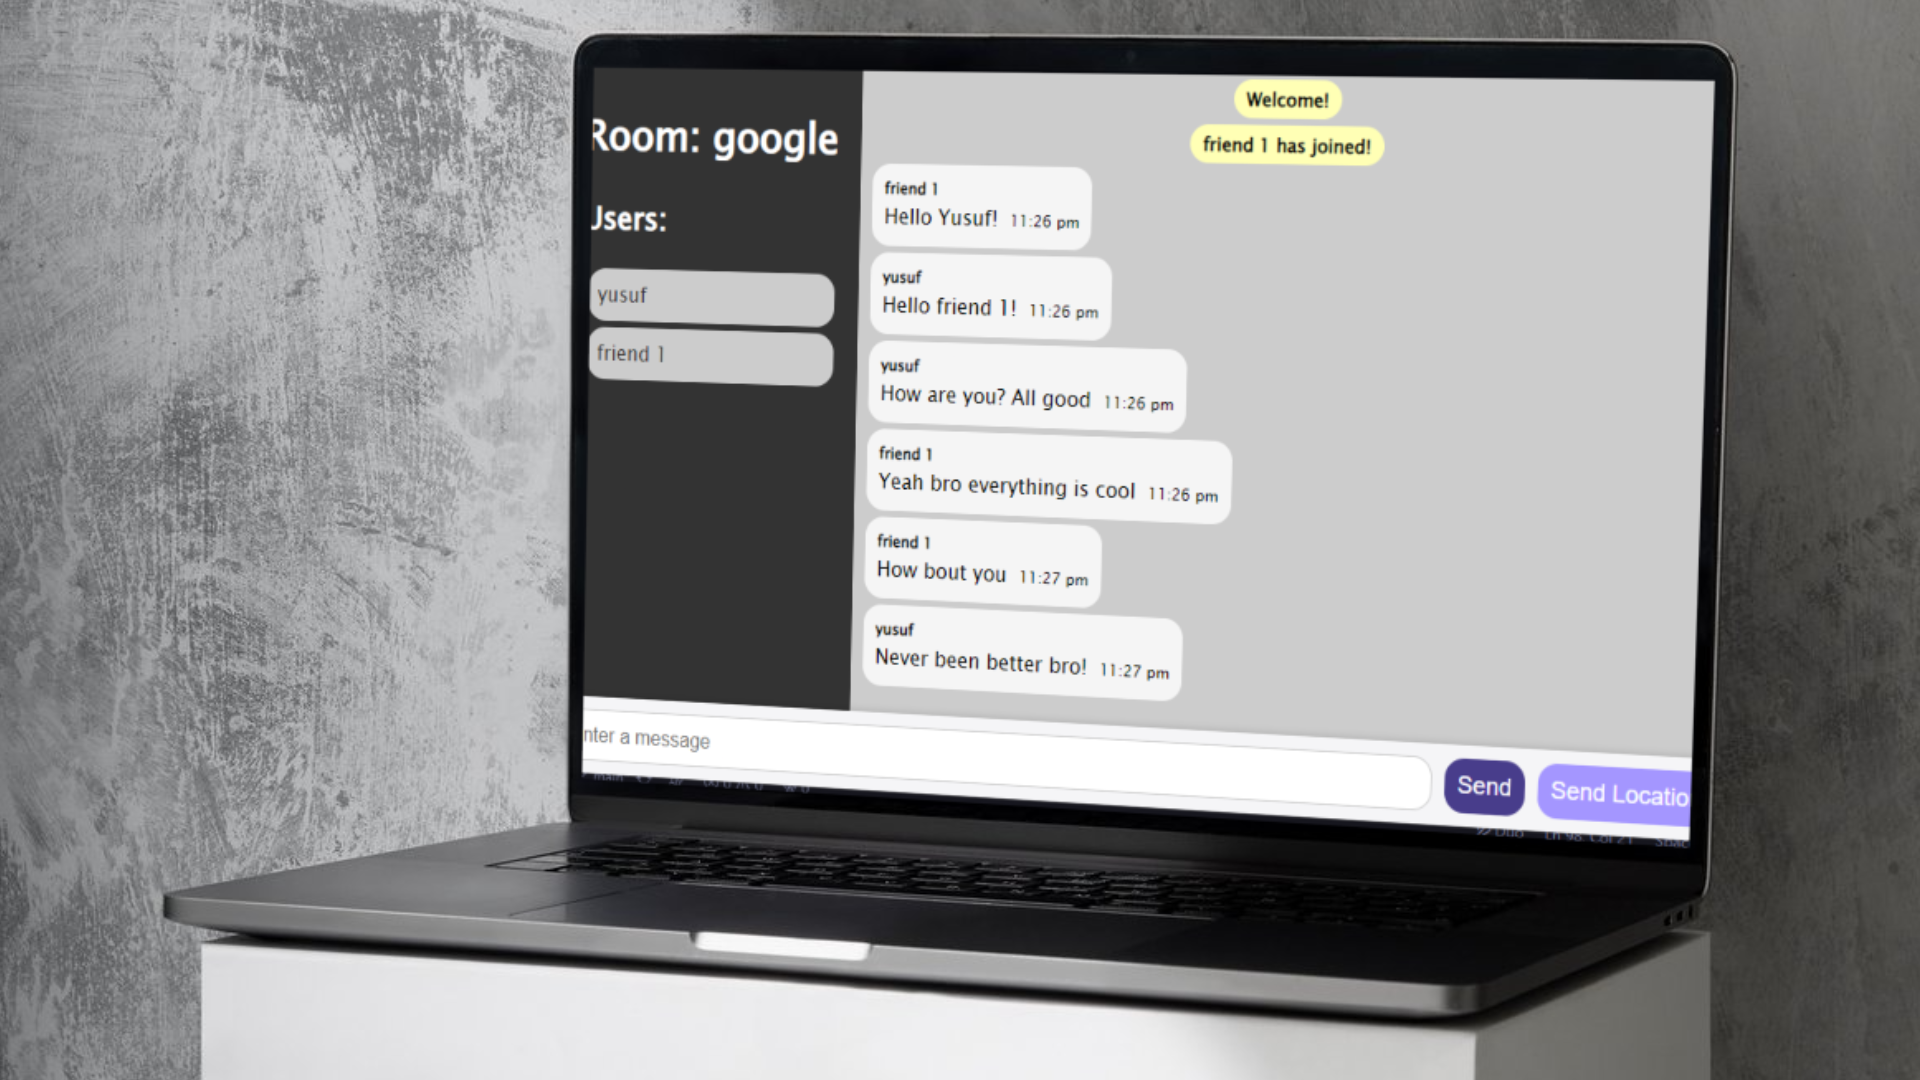 Room: google
Users:
yusuf
friend 1
Welcome!
friend 1 has joined!
friend 1
Hello Yusuf! 11:26 pm
yusuf
Hello friend 1! 11:26 pm
yusuf
How are you? All good 11:26 pm
friend 1
Yeah bro everything is cool 11:26 pm
friend 1
How bout you 11:27 pm
yusuf
Never been better bro! 11:27 pm
nter a message
Send
Send Locatio